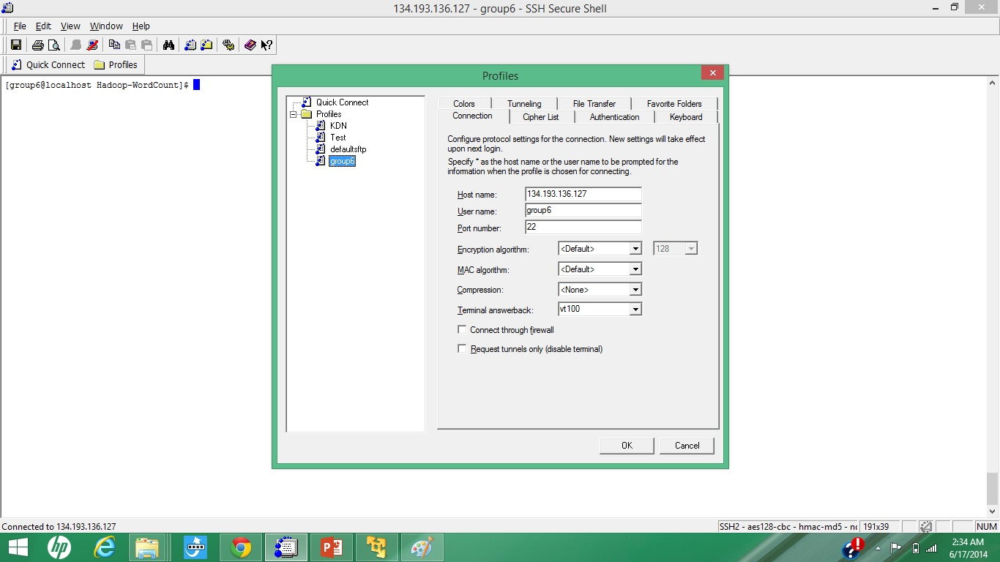 134.193.136.127 - group6 - SSH Secure Shell
File Edit View Window Help
Quick Connect Profiles
[group6@localhost Hadoop-WordCount]$
Profiles
Quick Connect
Profiles
KDN
Test
defaultsftp
group6
Colors Tunneling File Transfer Favorite Folders
Connection Cipher List Authentication Keyboard
Configure protocol settings for the connection. New settings will take effect
upon next login.
Specify * as the host name or the user name to be prompted for the
information when the profile is chosen for connecting.
Host name: 134.193.136.127
User name: group6
Port number: 22
Encryption algorithm: <Default> 128
MAC algorithm: <Default>
Compression: <None>
Terminal answerback: vt100
Connect through firewall
Request tunnels only (disable terminal)
OK Cancel
Connected to 134.193.136.127 SSH2 - aes128-cbc - hmac-md5 - nc 191x39 NUM
hp
2:34 AM
6/17/2014